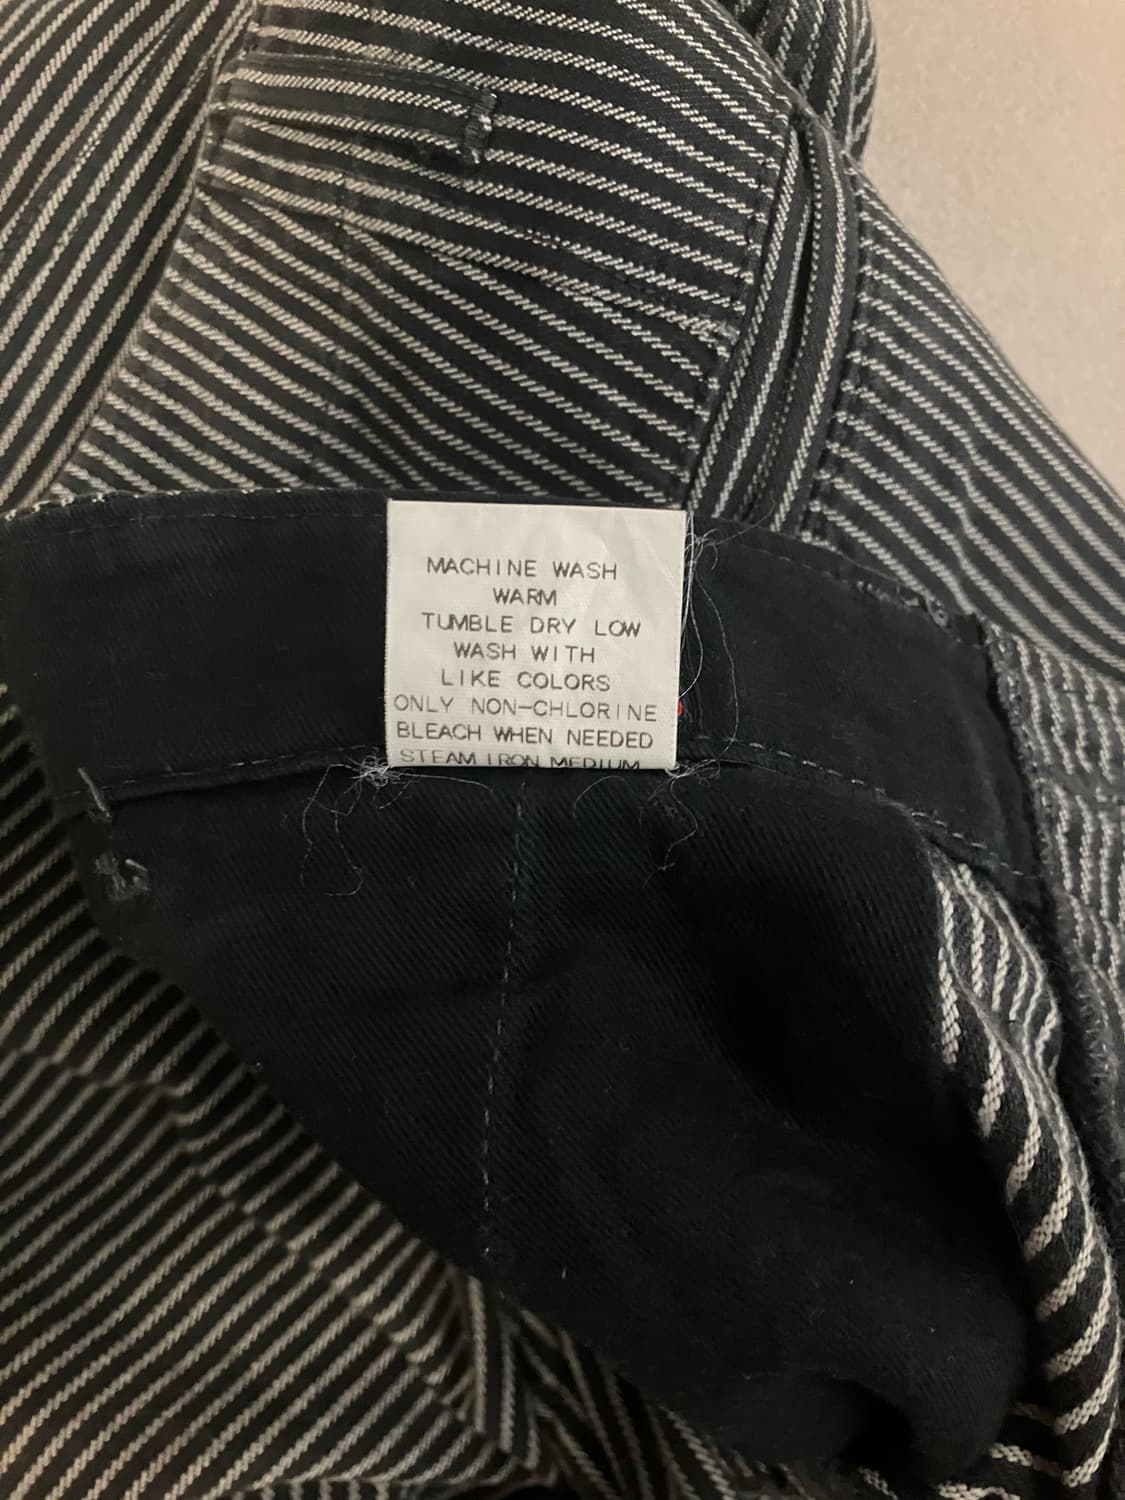 MACHINE WASH
WARM
TUMBLE DRY LOW
WASH WITH
LIKE COLORS
ONLY NON-CHLORINE
BLEACH WHEN NEEDED
STEAM IRON MEDIUM